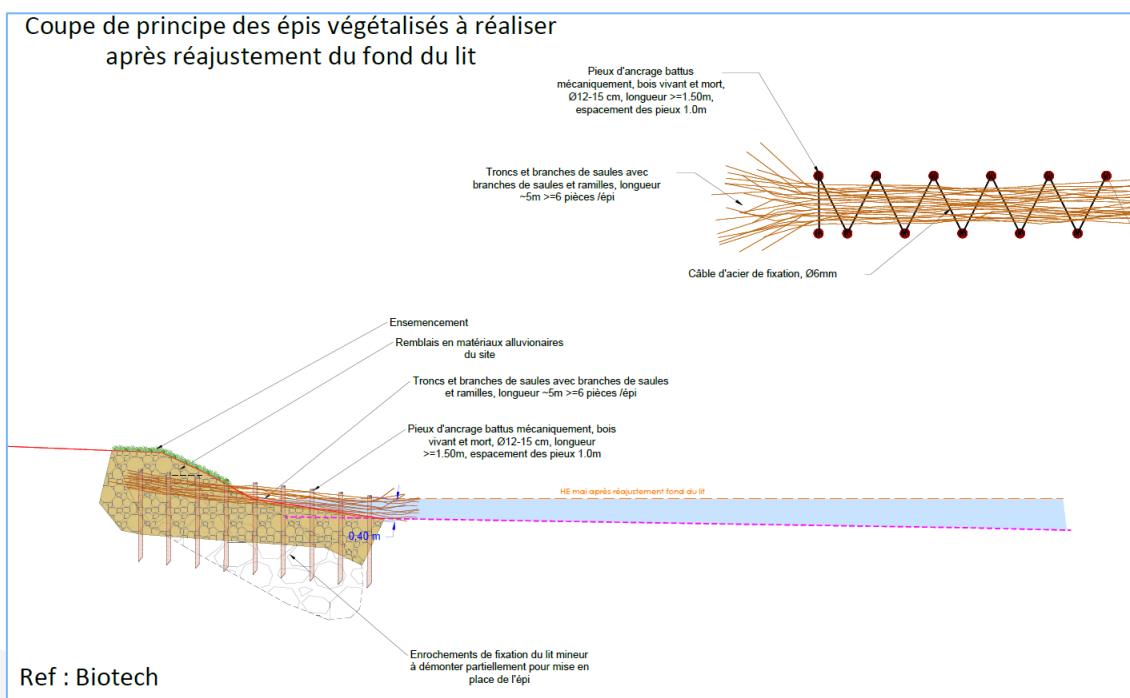 Coupe de principe des épis végétalisés à réaliser
après réajustement du fond du lit
Pieux d'ancrage battus
mécaniquement, bois vivant et mort,
Ø12-15 cm, longueur >=1.50m,
espacement des pieux 1.0m
Troncs et branches de saules avec
branches de saules et ramilles, longueur
~5m >=6 pièces /épi
Câble d'acier de fixation, Ø6mm
Ensemencement
Remblais en matériaux alluvionaires
du site
Troncs et branches de saules avec branches de saules
et ramilles, longueur ~5m >=6 pièces /épi
Pieux d'ancrage battus mécaniquement, bois
vivant et mort, Ø12-15 cm, longueur
>=1.50m, espacement des pieux 1.0m
HE mai après réajustement fond du lit
0,40 m
Enrochements de fixation du lit mineur
à démonter partiellement pour mise en
place de l'épi
Ref : Biotech